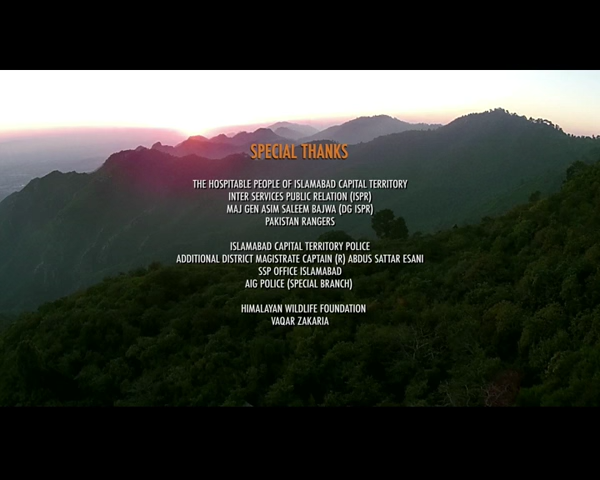 SPECIAL THANKS
THE HOSPITABLE PEOPLE OF ISLAMABAD CAPITAL TERRITORY
INTER SERVICES PUBLIC RELATION (ISPR)
MAJ GEN ASIM SALEEM BAJWA (DG ISPR)
PAKISTAN RANGERS
ISLAMABAD CAPITAL TERRITORY POLICE
ADDITIONAL DISTRICT MAGISTRATE CAPTAIN (R) ABDUS SATTAR ESANI
SSP OFFICE ISLAMABAD
AIG POLICE (SPECIAL BRANCH)
HIMALAYAN WILDLIFE FOUNDATION
VAQAR ZAKARIA